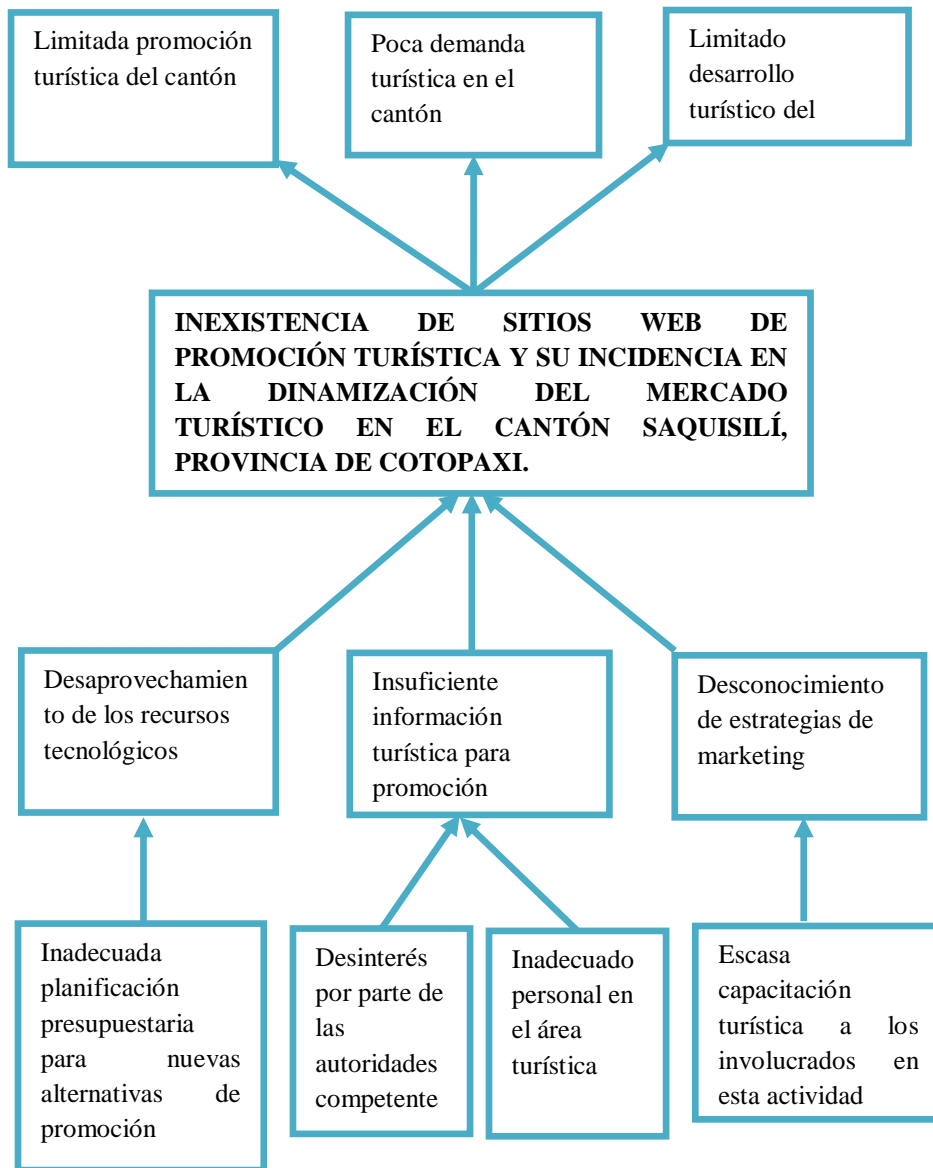 Limitada promoción
turística del cantón
Poca demanda
turística en el
cantón
Limitado
desarrollo
turístico del
INEXISTENCIA DE SITIOS WEB DE
PROMOCIÓN TURÍSTICA Y SU INCIDENCIA EN
LA DINAMIZACIÓN DEL MERCADO
TURÍSTICO EN EL CANTÓN SAQUISILÍ,
PROVINCIA DE COTOPAXI.
Desaprovechamien
to de los recursos
tecnológicos
Insuficiente
información
turística para
promoción
Desconocimiento
de estrategias de
marketing
Inadecuada
planificación
presupuestaria
para nuevas
alternativas de
promoción
Desinterés
por parte de
las
autoridades
competente
Inadecuado
personal en
el área
turística
Escasa
capacitación
turística a los
involucrados en
esta actividad